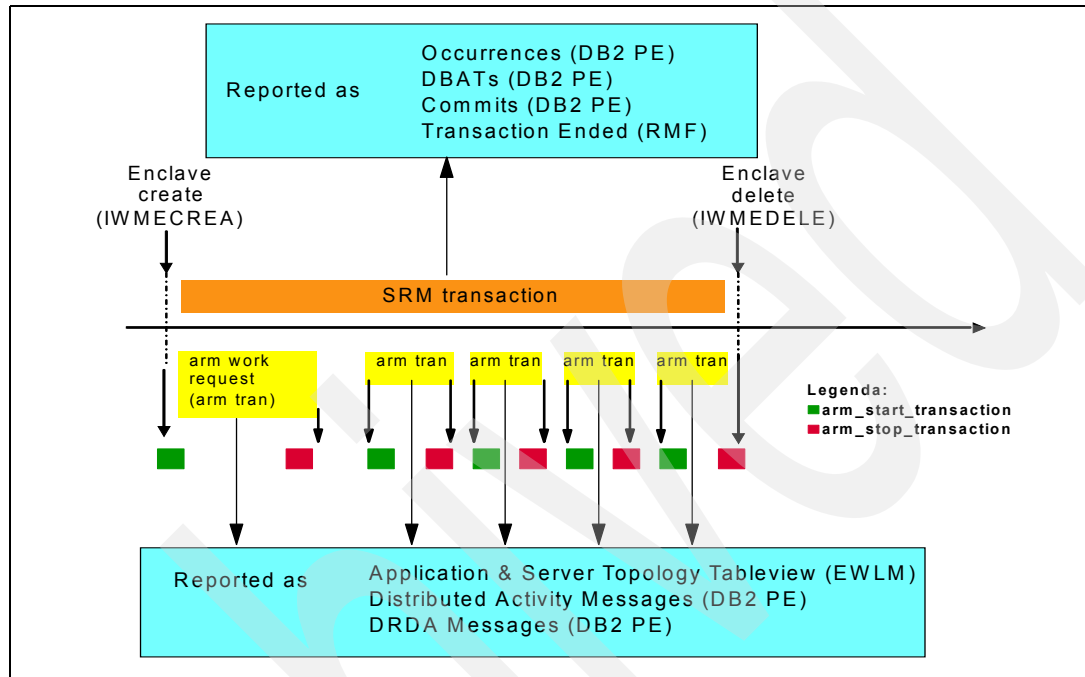 Occurrences (DB2 PE)
Reported as
DBATs (DB2 PE)
Commits (DB2 PE)
Transaction Ended (RMF)
Enclave
create
(IWMECREA)
Enclave
delete
(IWMEDELE)
SRM transaction
arm work
request
(arm tran)
arm tran
arm tran
arm tran
arm tran
Legenda:
arm_start_transaction
arm_stop_transaction
Reported as
Application & Server Topology Tableview (EWLM)
Distributed Activity Messages (DB2 PE)
DRDA Messages (DB2 PE)